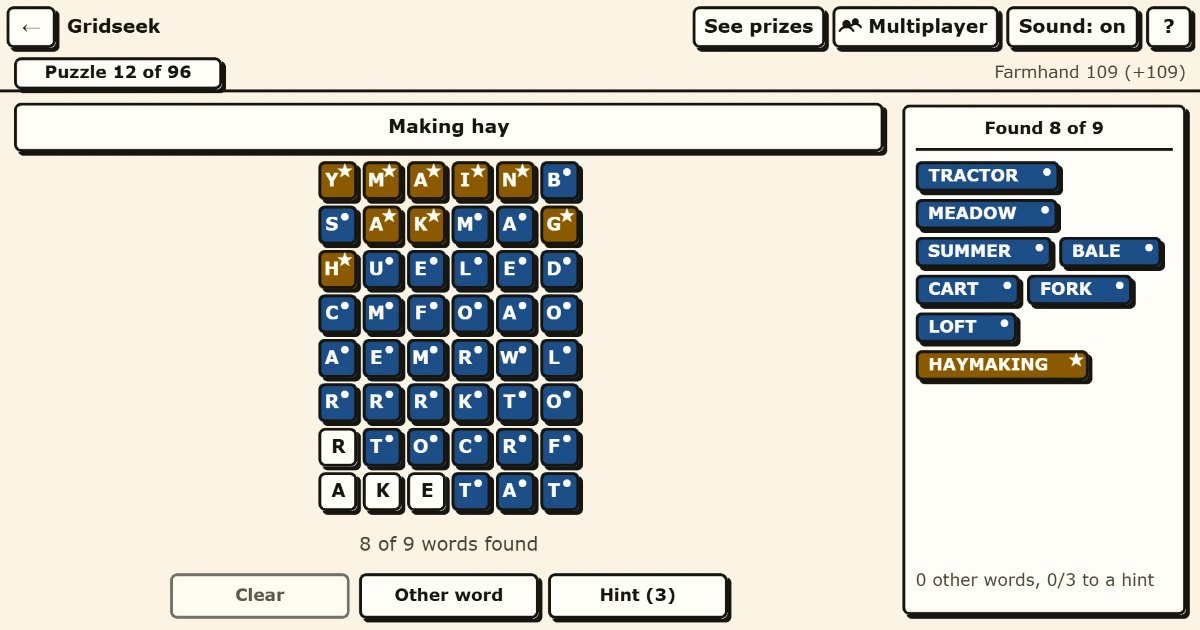 ← Gridseek See prizes Multiplayer Sound: on ?
Puzzle 12 of 96 Farmhand 109 (+109)
Making hay
Y M A I N B
S A K M A G
H U E L E D
C M F O A O
A E M R W L
R R R K T O
R T O C R F
A K E T A T
8 of 9 words found
Clear Other word Hint (3)
Found 8 of 9
TRACTOR
MEADOW
SUMMER BALE
CART FORK
LOFT
HAYMAKING
0 other words, 0/3 to a hint